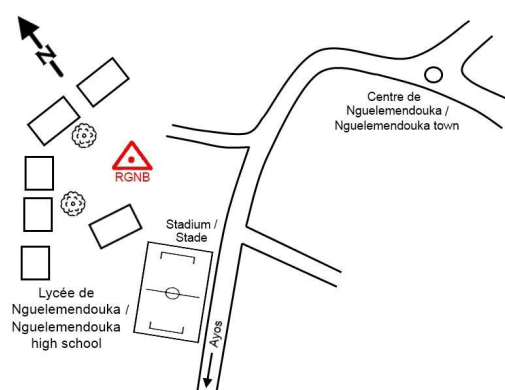 N
Centre de
Nguelemendouka /
Nguelemendouka town
RGNB
Stadium /
Stade
Lycée de
Nguelemendouka /
Nguelemendouka
high school
Ayos